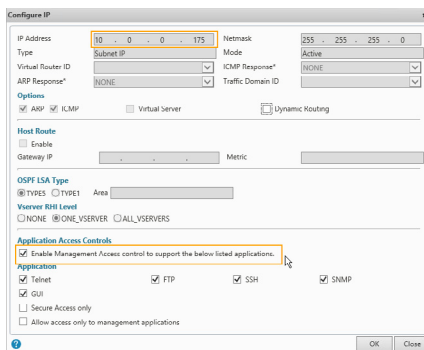 Configure IP
IP Address 10 . 0 . 0 . 175 Netmask 255 . 255 . 255 . 0
Type Subnet IP Mode Active
Virtual Router ID ICMP Response* NONE
ARP Response* NONE Traffic Domain ID
Options
ARP ICMP Virtual Server Dynamic Routing
Host Route
Enable
Gateway IP . . . Metric
OSPF LSA Type
TYPE5 TYPE1 Area
Vserver RHI Level
NONE ONE_VSERVER ALL_VSERVERS
Application Access Controls
Enable Management Access control to support the below listed applications.
Application
Telnet FTP SSH SNMP
GUI
Secure Access only
Allow access only to management applications
? OK Close